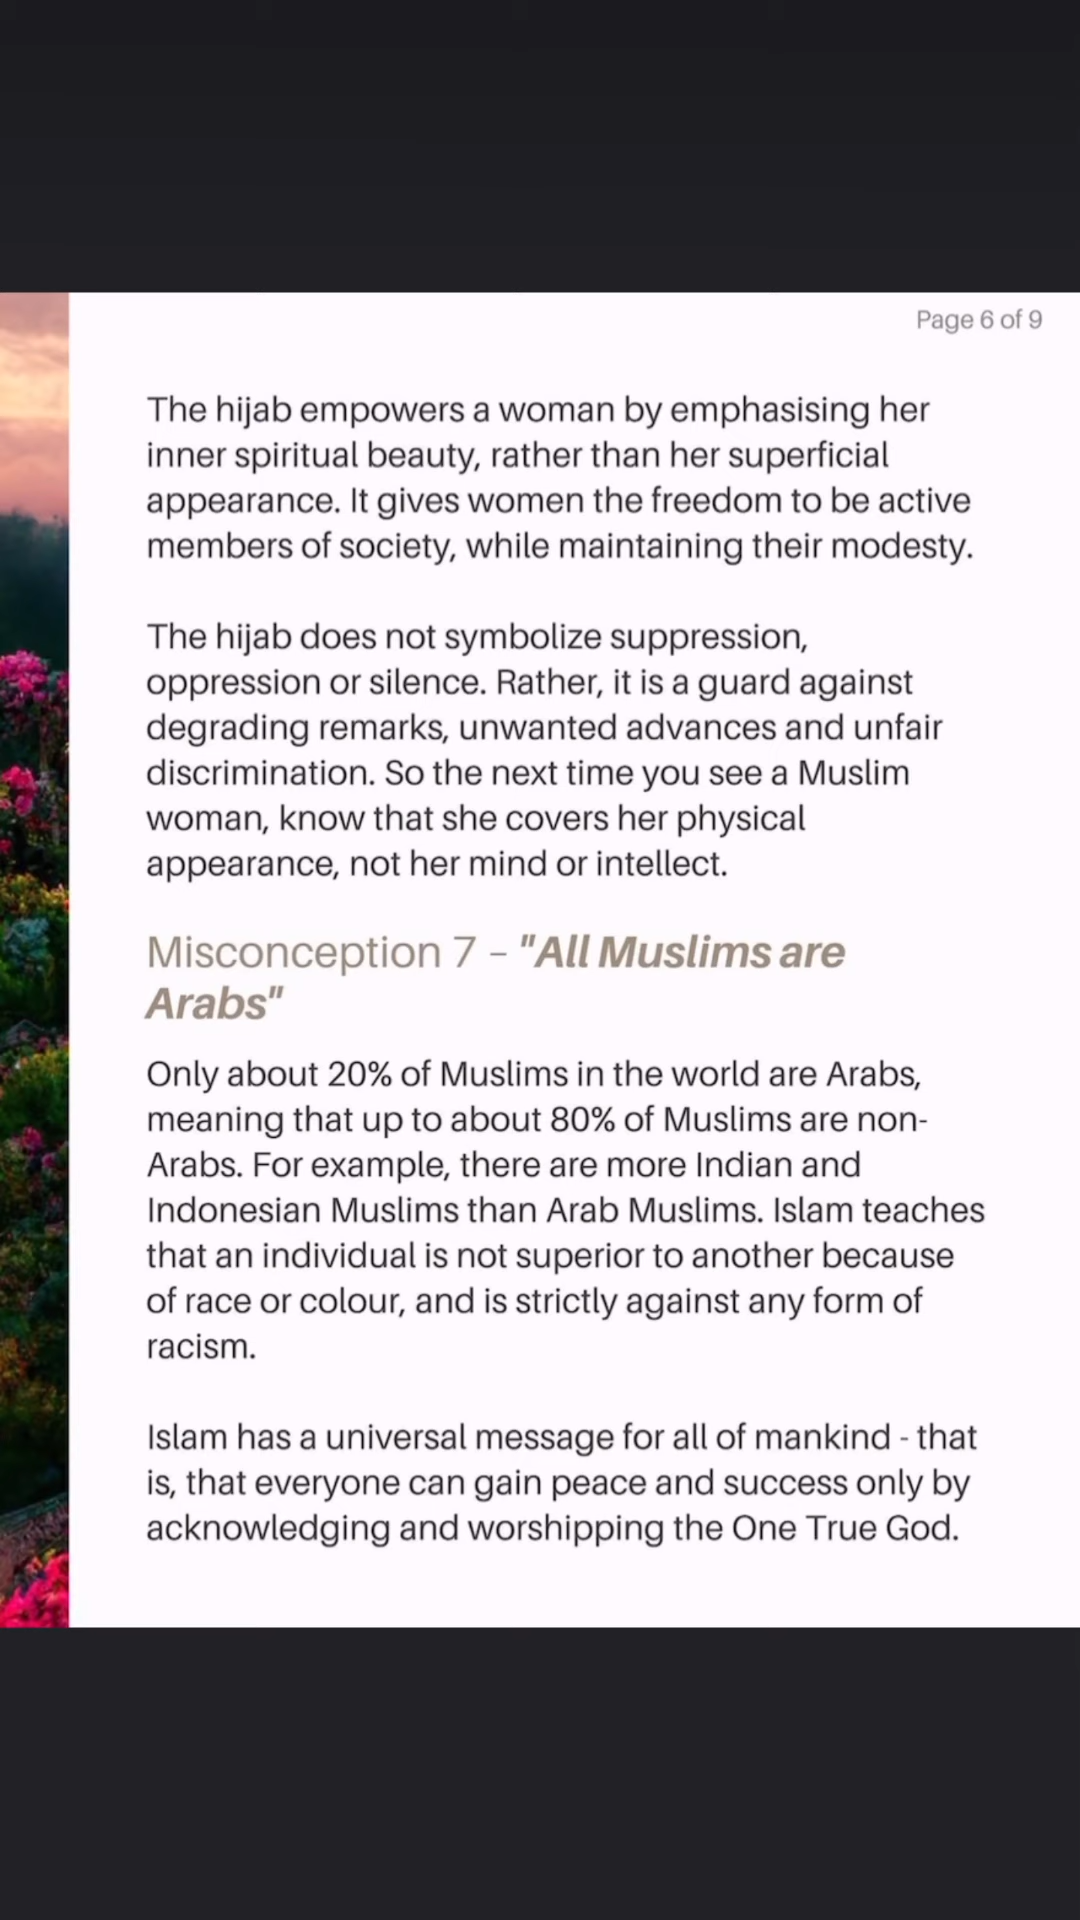 Page 6 of 9
The hijab empowers a woman by emphasising her
inner spiritual beauty, rather than her superficial
appearance. It gives women the freedom to be active
members of society, while maintaining their modesty.
The hijab does not symbolize suppression,
oppression or silence. Rather, it is a guard against
degrading remarks, unwanted advances and unfair
discrimination. So the next time you see a Muslim
woman, know that she covers her physical
appearance, not her mind or intellect.
Misconception 7 – "All Muslims are
Arabs"
Only about 20% of Muslims in the world are Arabs,
meaning that up to about 80% of Muslims are non-
Arabs. For example, there are more Indian and
Indonesian Muslims than Arab Muslims. Islam teaches
that an individual is not superior to another because
of race or colour, and is strictly against any form of
racism.
Islam has a universal message for all of mankind - that
is, that everyone can gain peace and success only by
acknowledging and worshipping the One True God.